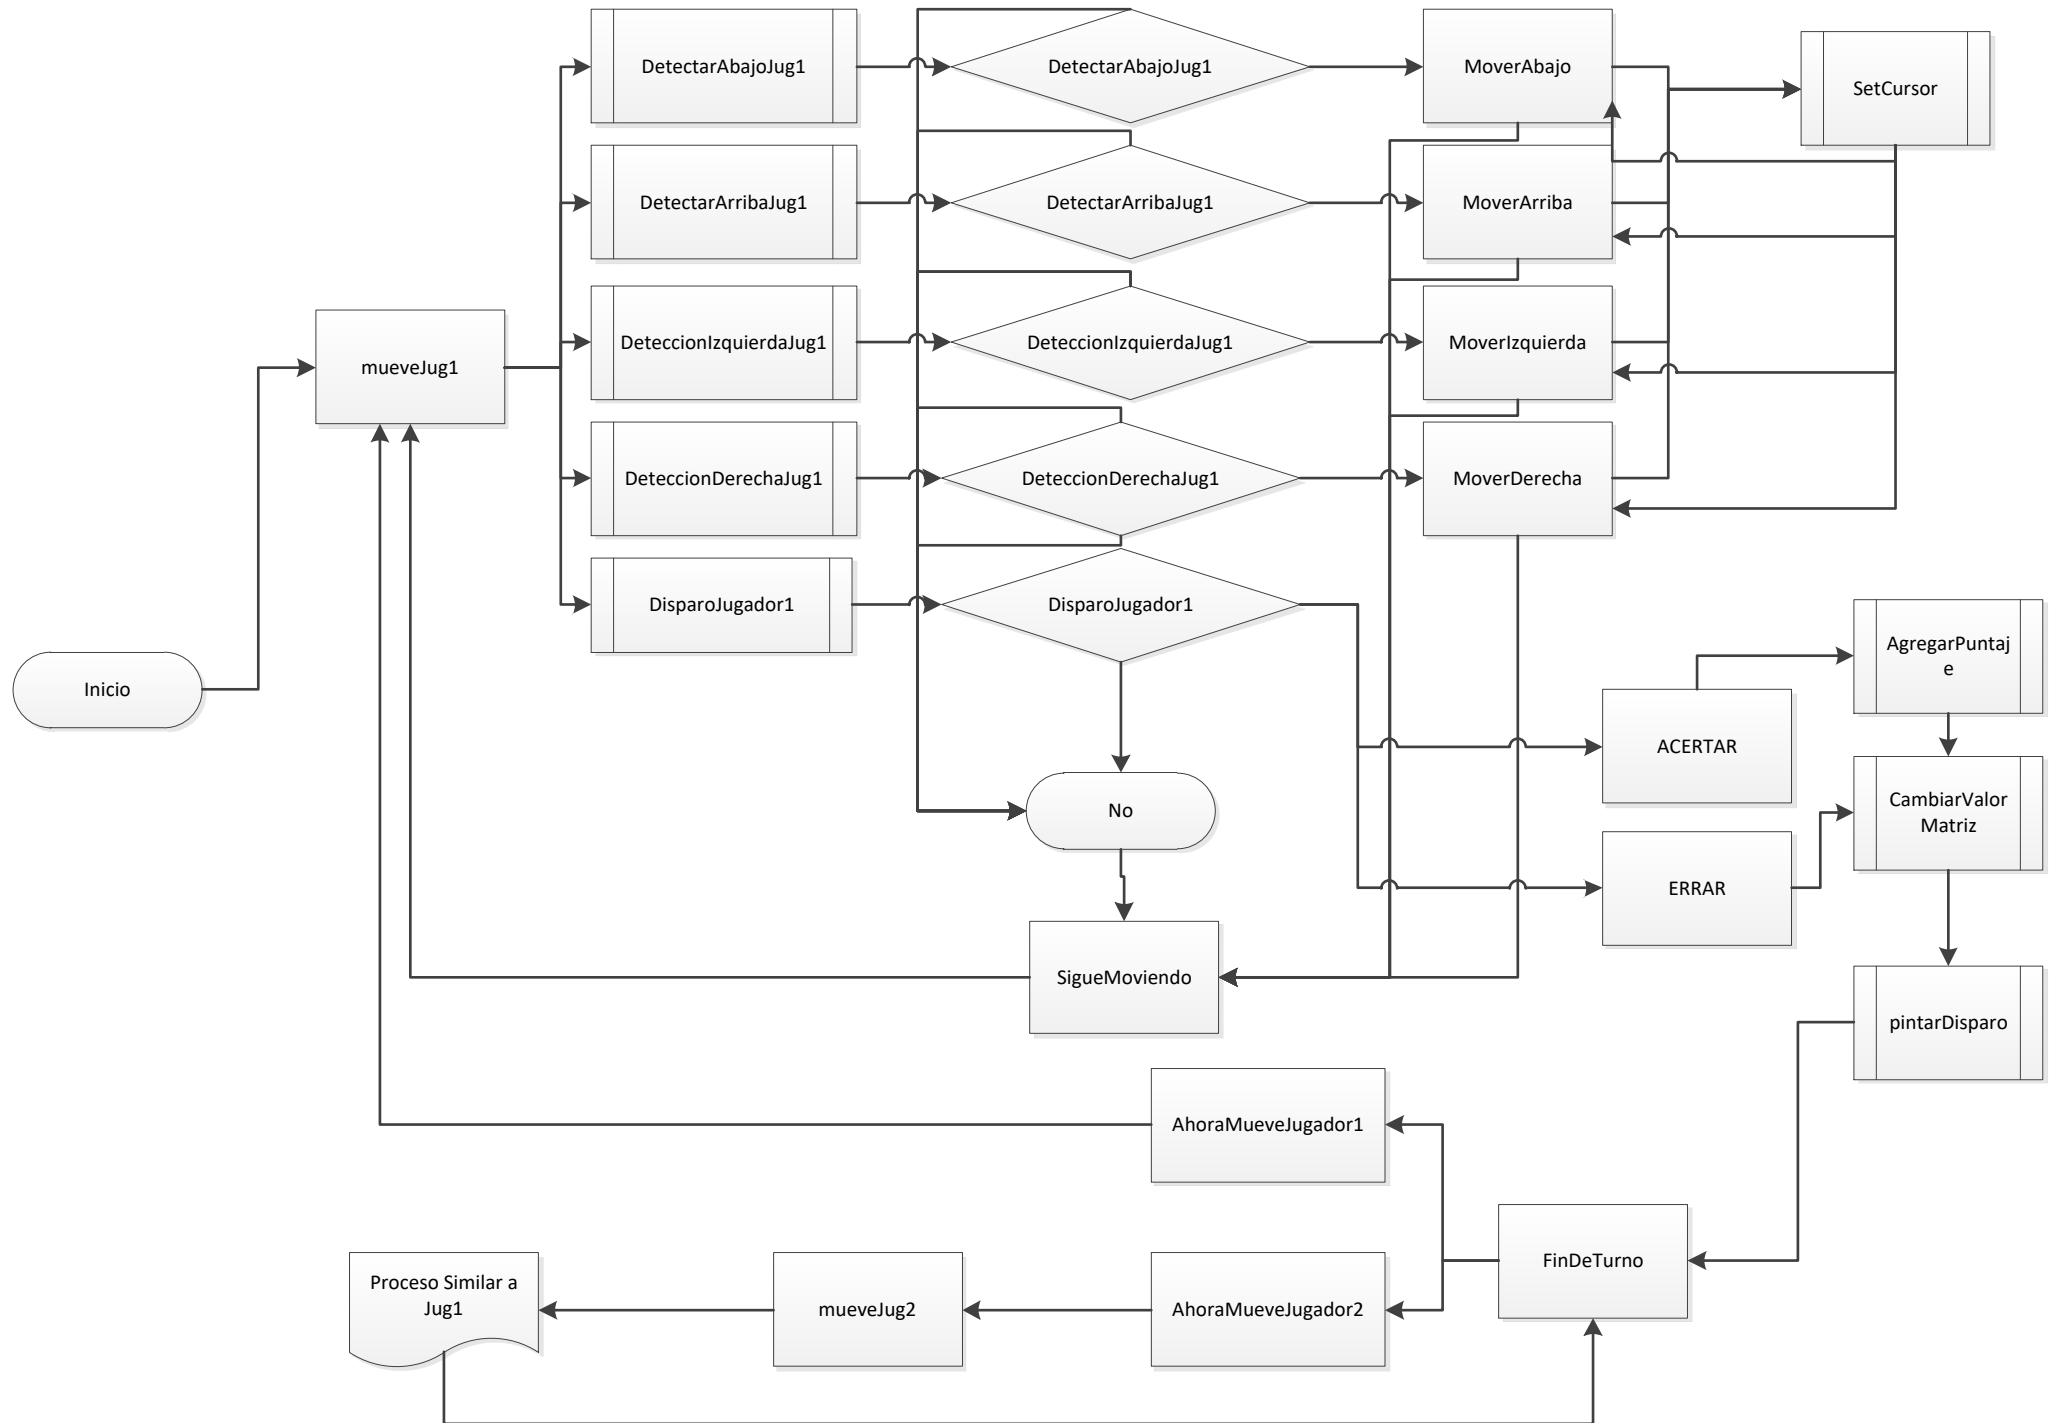 DetectarAbajoJug1
DetectarAbajoJug1
MoverAbajo
SetCursor
DetectarArribaJug1
DetectarArribaJug1
MoverArriba
DeteccionIzquierdaJug1
DeteccionIzquierdaJug1
MoverIzquierda
mueveJug1
DeteccionDerechaJug1
DeteccionDerechaJug1
MoverDerecha
DisparoJugador1
DisparoJugador1
Inicio
AgregarPuntaj
e
ACERTAR
No
CambiarValor
Matriz
ERRAR
SigueMoviendo
pintarDisparo
AhoraMueveJugador1
FinDeTurno
Proceso Similar a
Jug1
mueveJug2
AhoraMueveJugador2